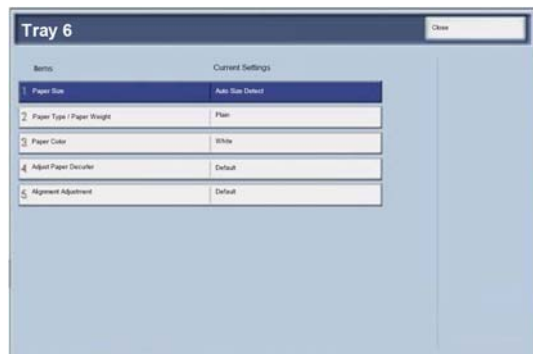 Tray 6
Close
Items Current Settings
1 Paper Size Auto Size Detect
2 Paper Type / Paper Weight Plain
3 Paper Color White
4 Adjust Paper Decurler Default
5 Alignment Adjustment Default